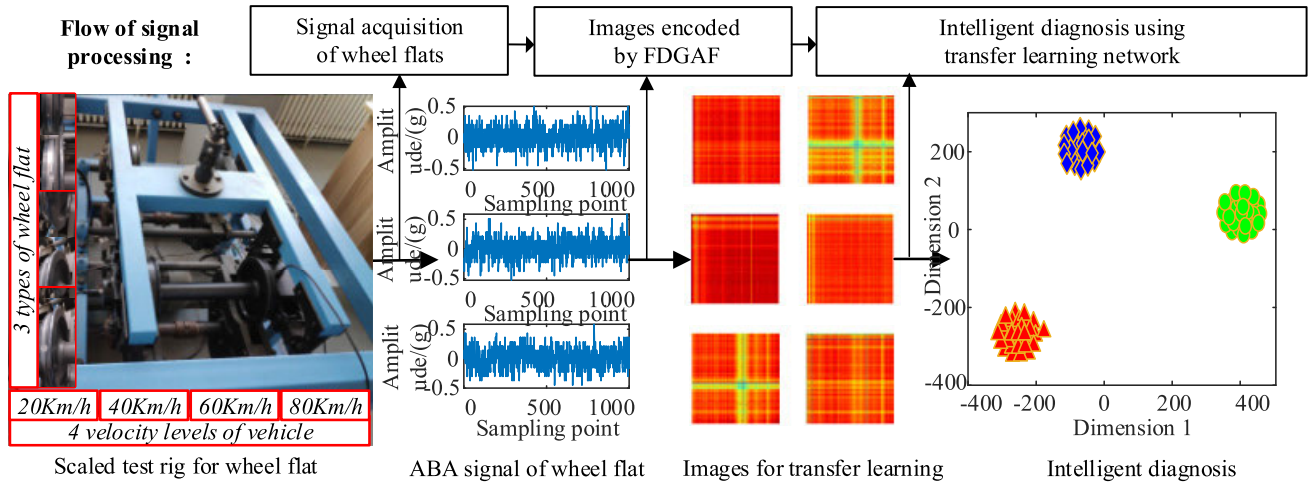 Flow of signal
processing :
Signal acquisition
of wheel flats
Images encoded
by FDGAF
Intelligent diagnosis using
transfer learning network
3 types of wheel flat
20Km/h
40Km/h
60Km/h
80Km/h
4 velocity levels of vehicle
Scaled test rig for wheel flat
Amplit
ude/(g)
0.5
0
-0.5
0
500
1000
Sampling point
Amplit
ude/(g)
0.5
0
-0.5
0
500
1000
Sampling point
Amplit
ude/(g)
0.5
0
-0.5
0
500
1000
Sampling point
ABA signal of wheel flat
Images for transfer learning
Dimension 2
200
0
-200
-400
-400
-200
0
200
400
Dimension 1
Intelligent diagnosis